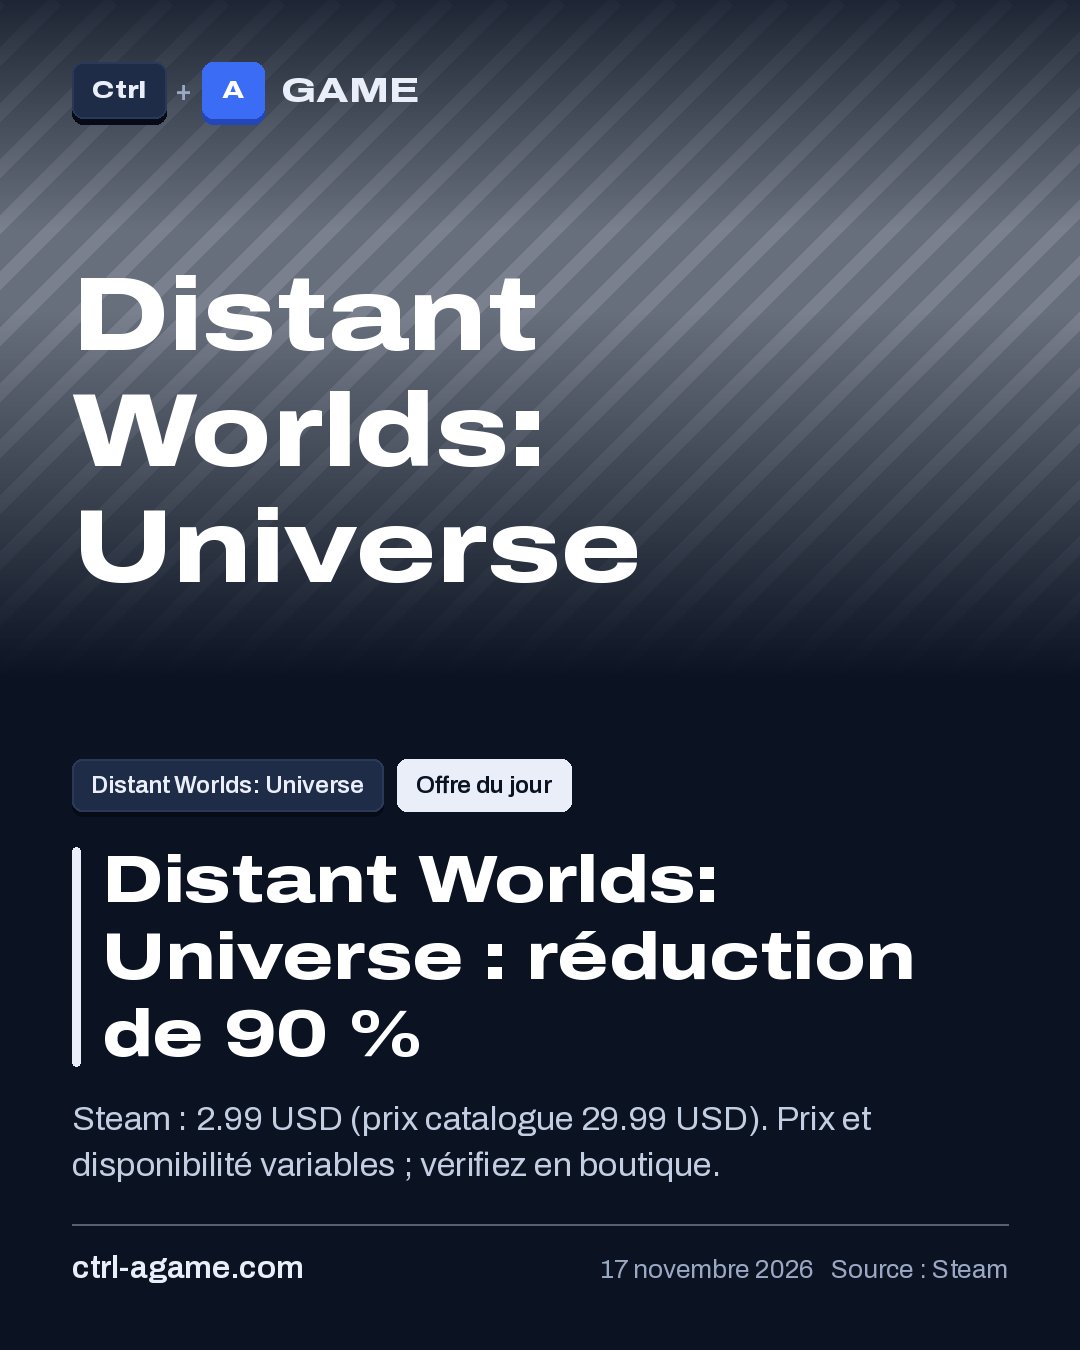 Ctrl + A GAME
Distant
Worlds:
Universe
Distant Worlds: Universe
Offre du jour
Distant Worlds:
Universe : réduction
de 90 %
Steam : 2.99 USD (prix catalogue 29.99 USD). Prix et
disponibilité variables ; vérifiez en boutique.
ctrl-agame.com
17 novembre 2026 Source : Steam